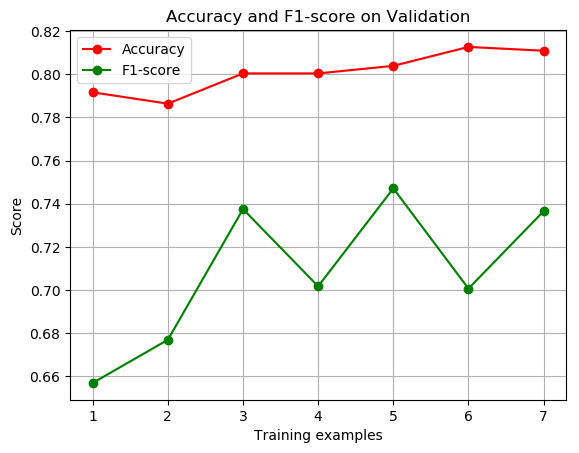 Accuracy and F1-score on Validation
Accuracy
F1-score
0.82
0.80
0.78
0.76
0.74
0.72
0.70
0.68
0.66
Score
1 2 3 4 5 6 7
Training examples